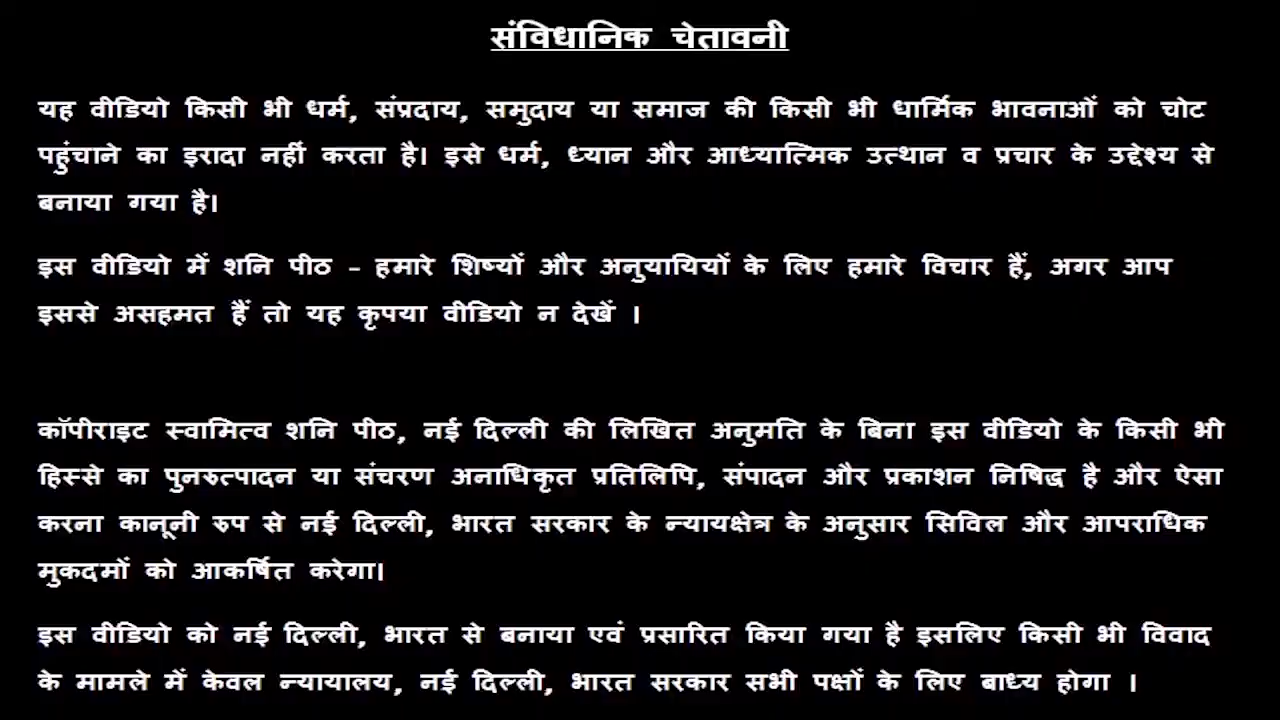 संविधानिक चेतावनी
यह वीडियो किसी भी धर्म, संप्रदाय, समुदाय या समाज की किसी भी धार्मिक भावनाओं को चोट
पहुंचाने का इरादा नहीं करता है। इसे धर्म, ध्यान और आध्यात्मिक उत्थान व प्रचार के उद्देश्य से
बनाया गया है।
इस वीडियो में शनि पीठ – हमारे शिष्यों और अनुयायियों के लिए हमारे विचार हैं, अगर आप
इससे असहमत हैं तो यह कृपया वीडियो न देखें ।
कॉपीराइट स्वामित्व शनि पीठ, नई दिल्ली की लिखित अनुमति के बिना इस वीडियो के किसी भी
हिस्से का पुनरुत्पादन या संचरण अनाधिकृत प्रतिलिपि, संपादन और प्रकाशन निषिद्ध है और ऐसा
करना कानूनी रुप से नई दिल्ली, भारत सरकार के न्यायक्षेत्र के अनुसार सिविल और आपराधिक
मुकदमों को आकर्षित करेगा।
इस वीडियो को नई दिल्ली, भारत से बनाया एवं प्रसारित किया गया है इसलिए किसी भी विवाद
के मामले में केवल न्यायालय, नई दिल्ली, भारत सरकार सभी पक्षों के लिए बाध्य होगा ।